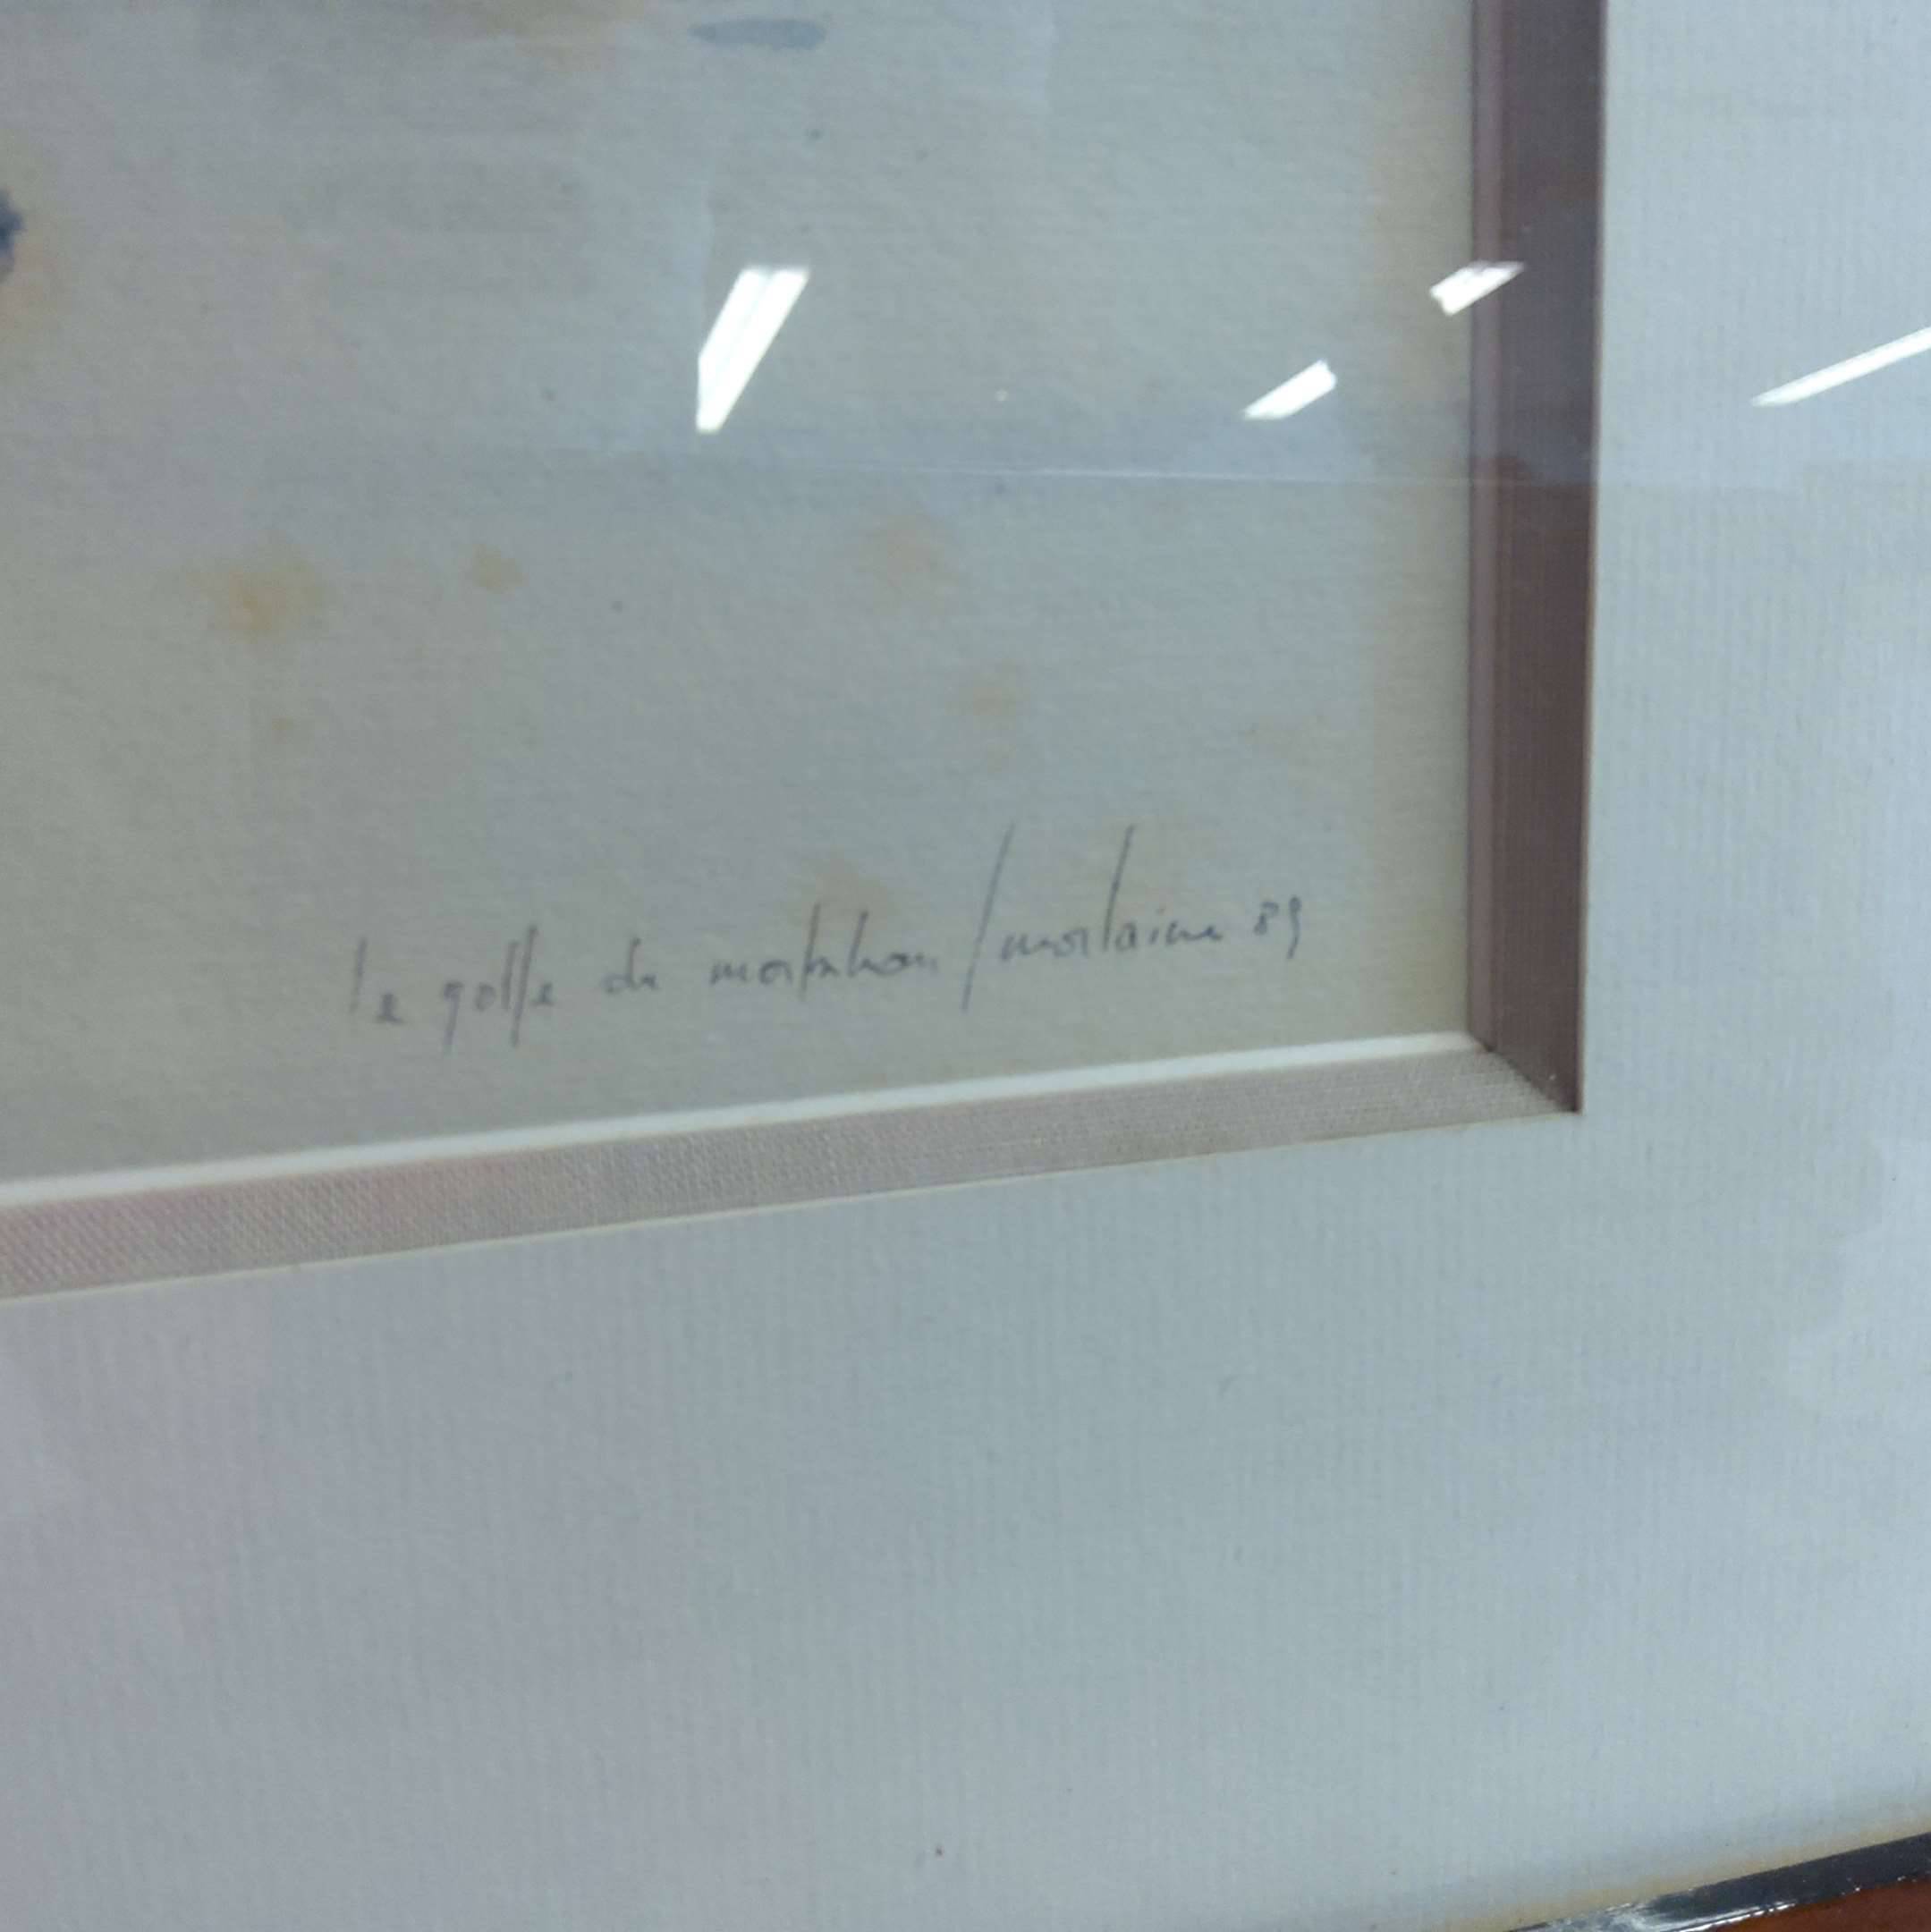 le golfe du morbihan / morlaine 89